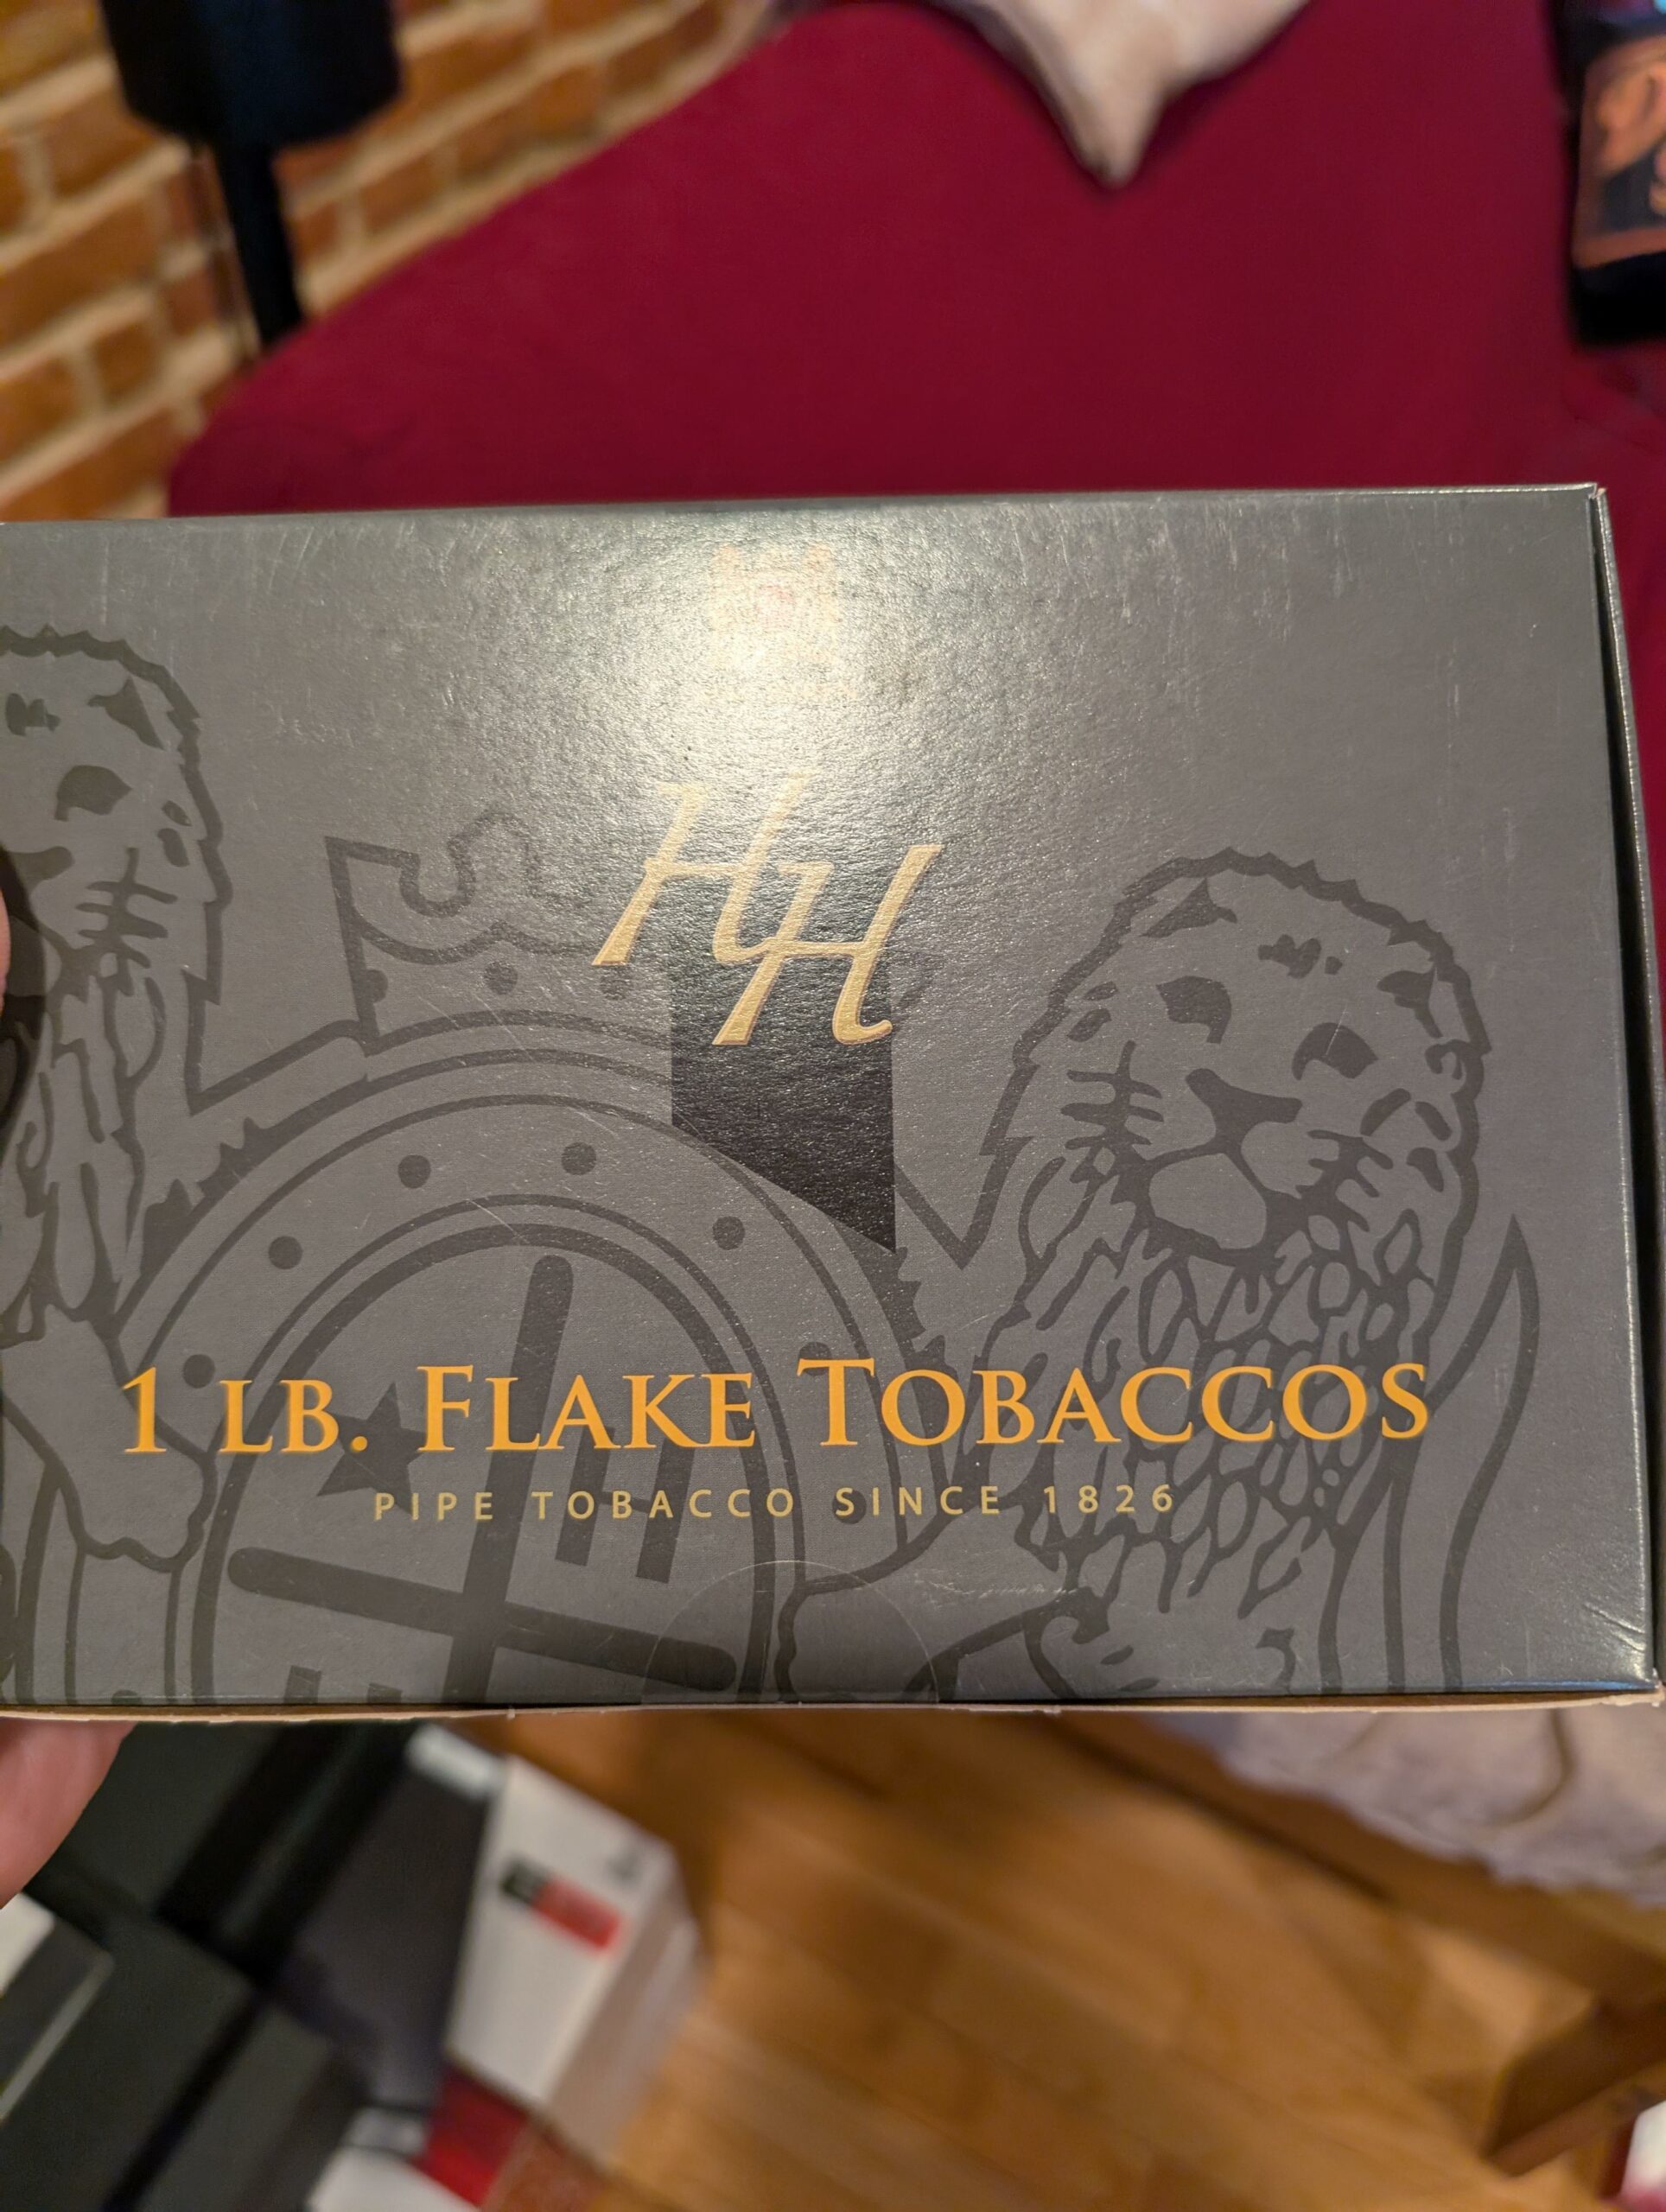 HH
1 LB. FLAKE TOBACCOS
PIPE TOBACCO SINCE 1826